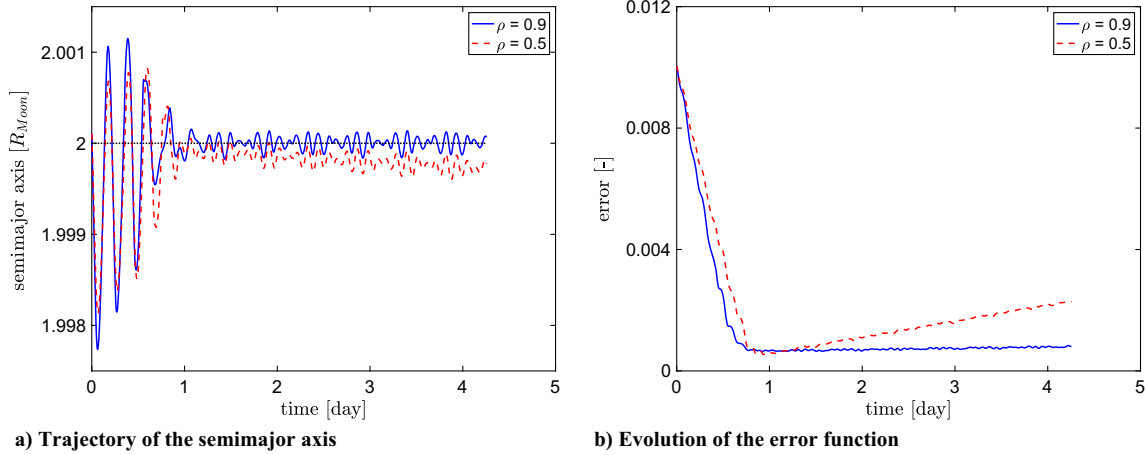 ρ = 0.9
ρ = 0.5
2.001
2
1.999
1.998
semimajor axis [R_Moon]
0 1 2 3 4 5
time [day]
a) Trajectory of the semimajor axis
ρ = 0.9
ρ = 0.5
0.012
0.008
0.004
0
error [-]
0 1 2 3 4 5
time [day]
b) Evolution of the error function